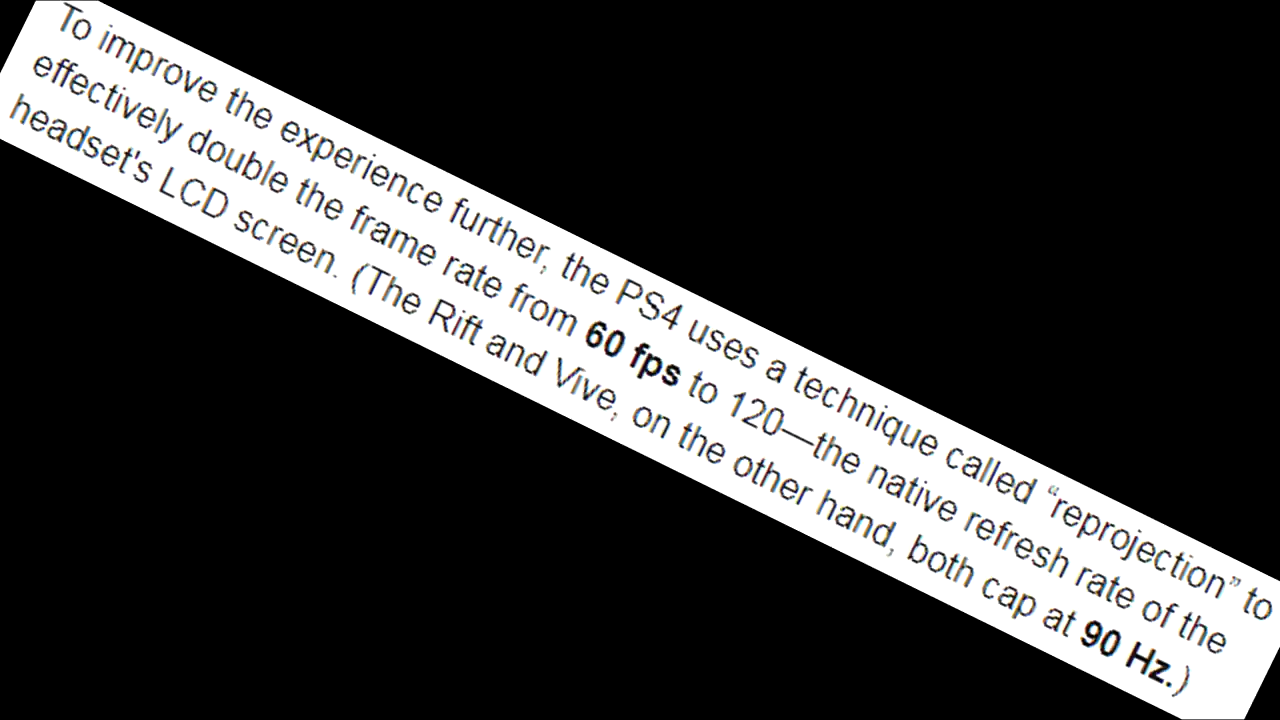 To improve the experience further, the PS4 uses a technique called “reprojection” to
effectively double the frame rate from 60 fps to 120—the native refresh rate of the
headset's LCD screen. (The Rift and Vive, on the other hand, both cap at 90 Hz.)